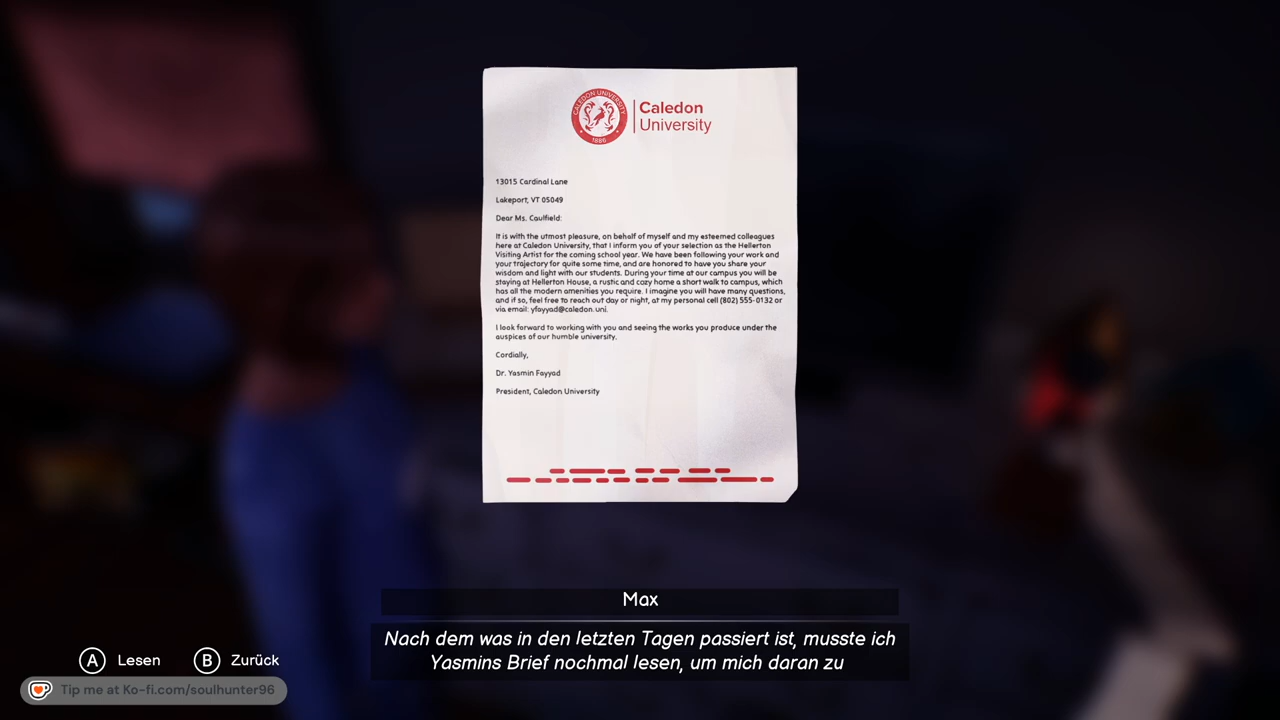 CALEDON UNIVERSITY
1886
Caledon
University
13015 Cardinal Lane
Lakeport, VT 05049
Dear Ms. Caulfield:
It is with the utmost pleasure, on behalf of myself and my esteemed colleagues
here at Caledon University, that I inform you of your selection as the Hellerton
Visiting Artist for the coming school year. We have been following your work and
your trajectory for quite some time, and are honored to have you share your
wisdom and light with our students. During your time at our campus you will be
staying at Hellerton House, a rustic and cozy home a short walk to campus, which
has all the modern amenities you require. I imagine you will have many questions,
and if so, feel free to reach out day or night, at my personal cell (802) 555-0132 or
via email: yfayyad@caledon.uni.
I look forward to working with you and seeing the works you produce under the
auspices of our humble university.
Cordially,
Dr. Yasmin Fayyad
President, Caledon University
Max
Nach dem was in den letzten Tagen passiert ist, musste ich
Yasmins Brief nochmal lesen, um mich daran zu
A Lesen B Zurück
Tip me at Ko-fi.com/soulhunter96